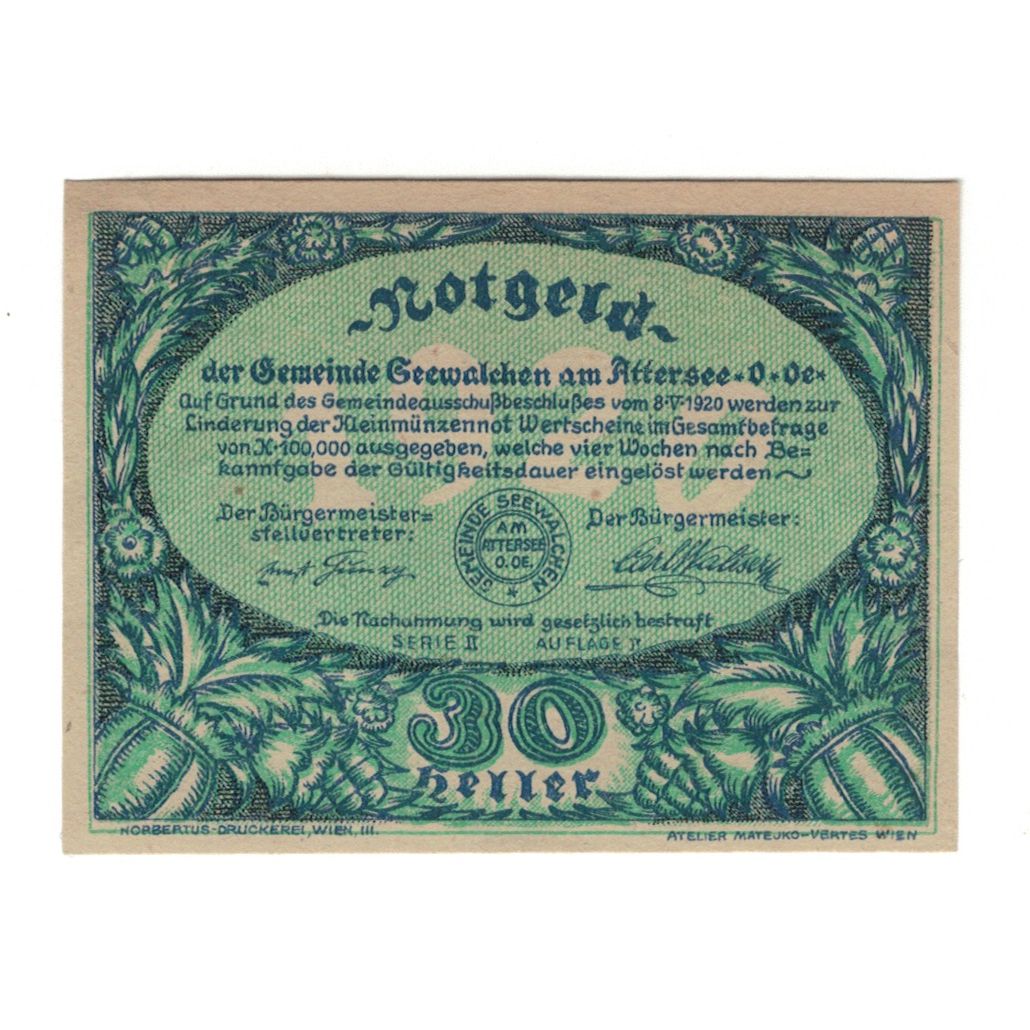 Notgeld
der Gemeinde Seewalchen am Attersee·O·Oe·
Auf Grund des Gemeindeausschußbeschlußes vom 8·V·1920 werden zur
Linderung der Kleinmünzennot Wertscheine im Gesamtbetrage
von K·100,000 ausgegeben, welche vier Wochen nach Be=
kanntgabe der Gültigkeitsdauer eingelöst werden
1920
Der Bürgermeister=
stellvertreter:
GEMEINDE SEEWALCHEN
AM
ATTERSEE
O.OE.
Der Bürgermeister:
Die Nachahmung wird gesetzlich bestraft
SERIE II AUFLAGE II
30
heller
NORBERTUS-DRUCKEREI, WIEN, III.
ATELIER MATEJKO-VERTES WIEN